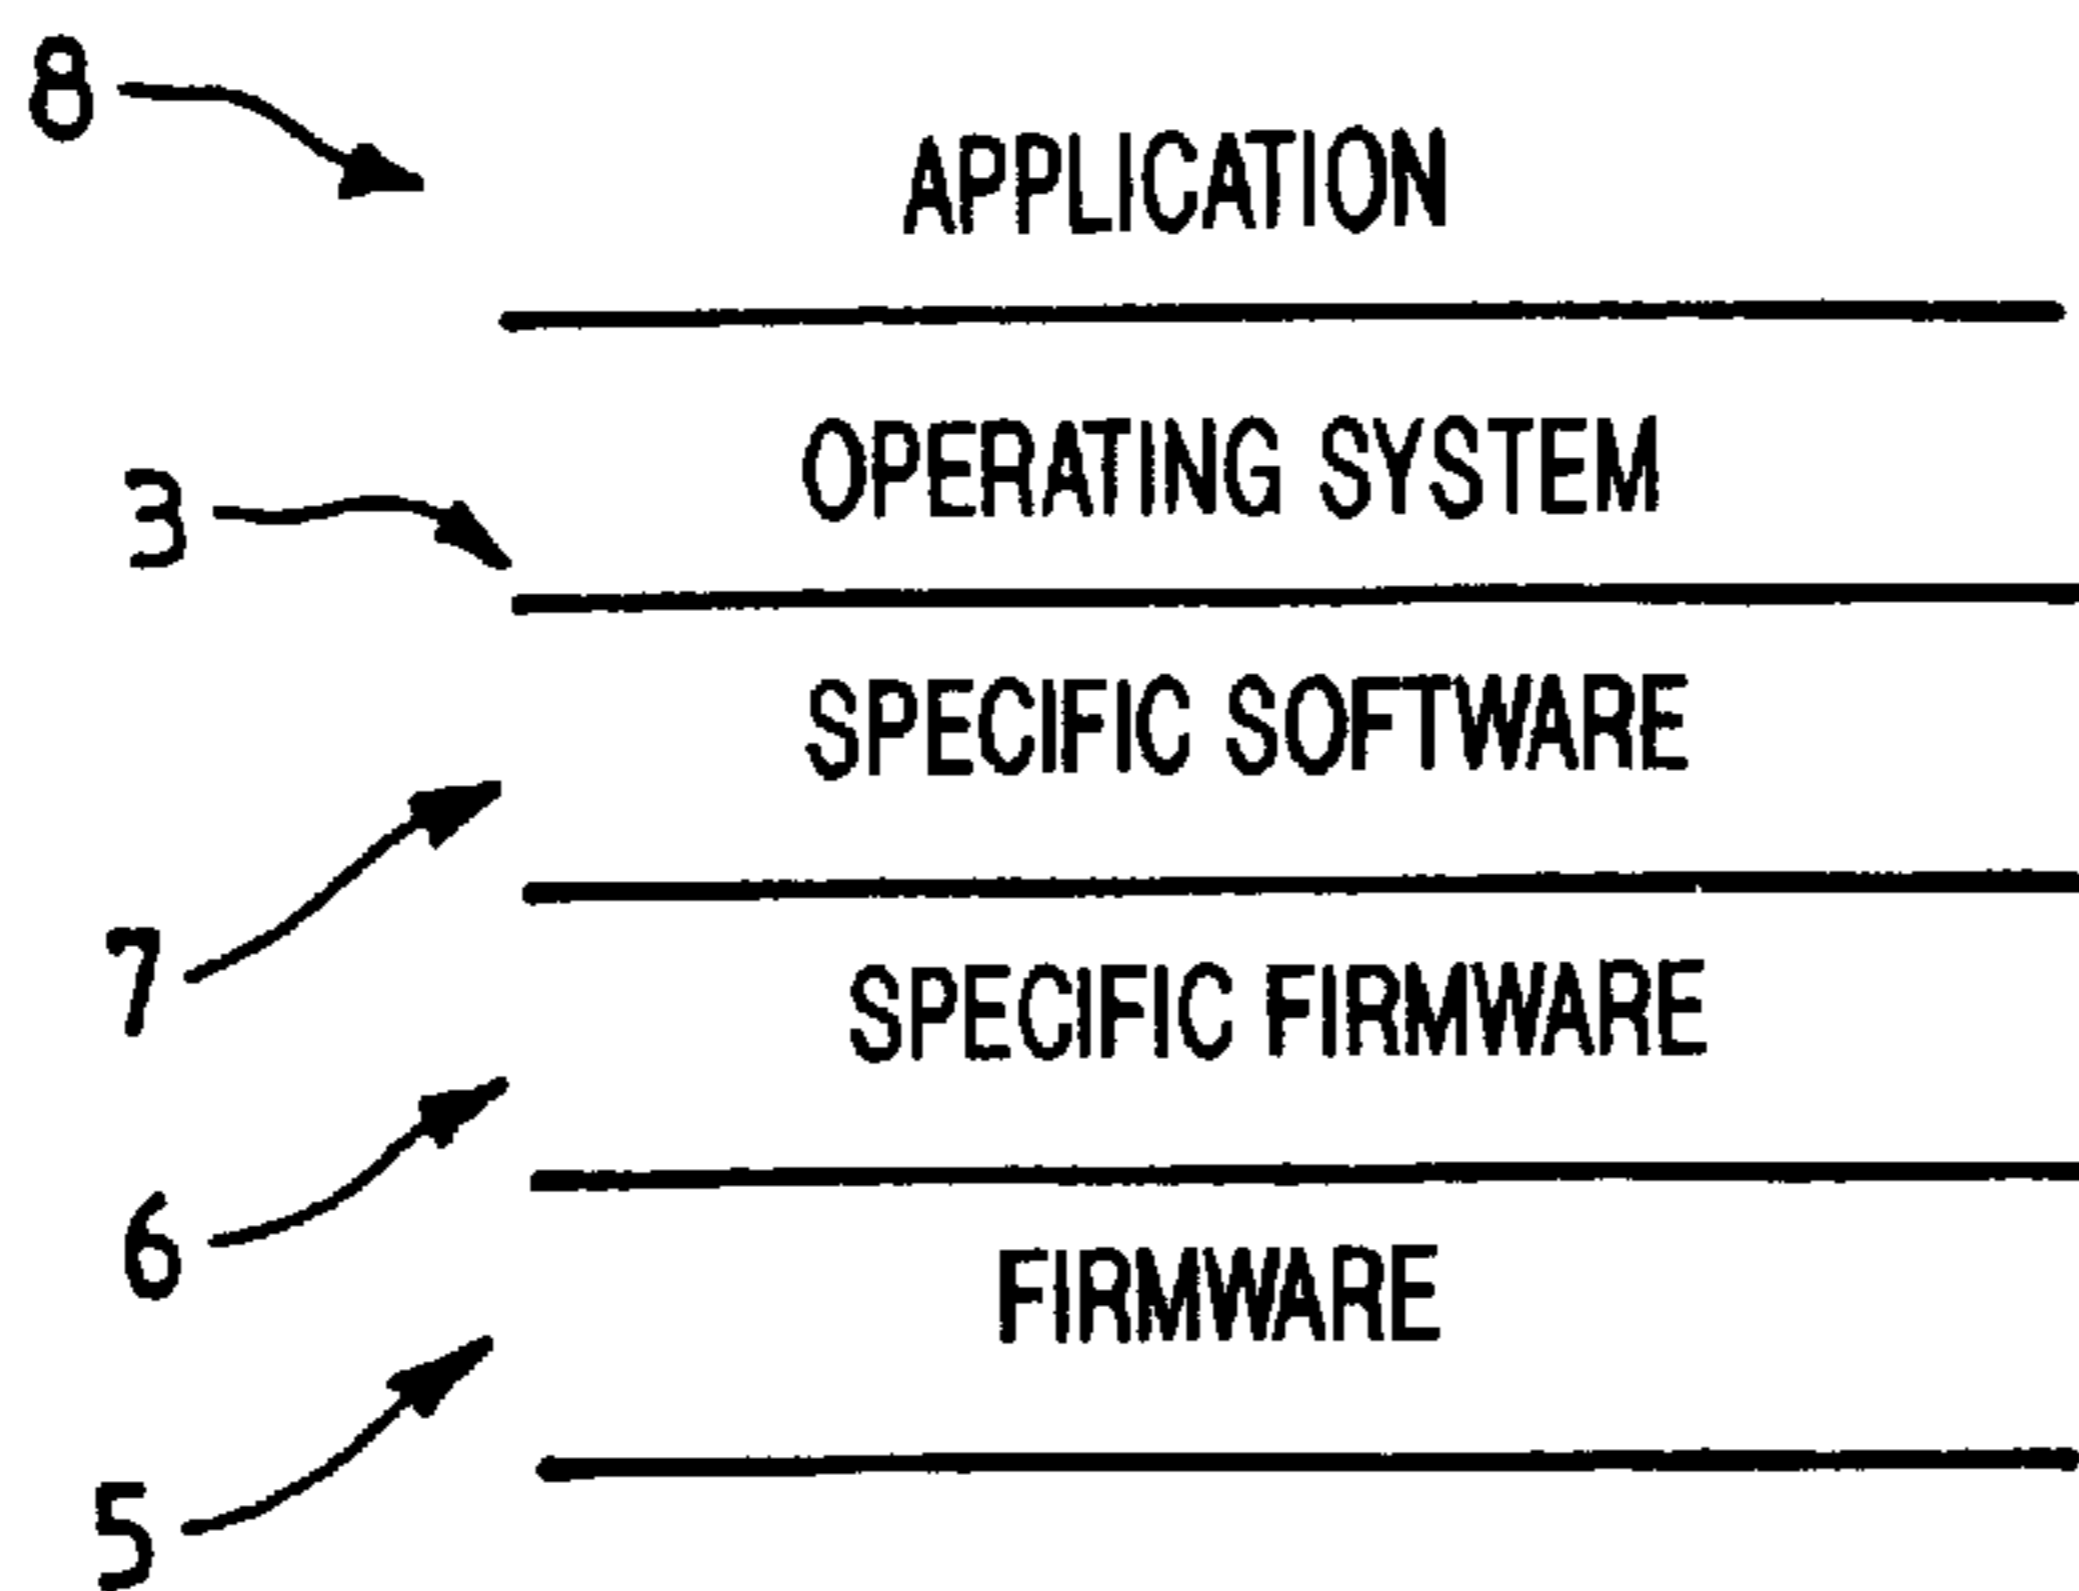 8
APPLICATION
3
OPERATING SYSTEM
SPECIFIC SOFTWARE
7
SPECIFIC FIRMWARE
6
FIRMWARE
5